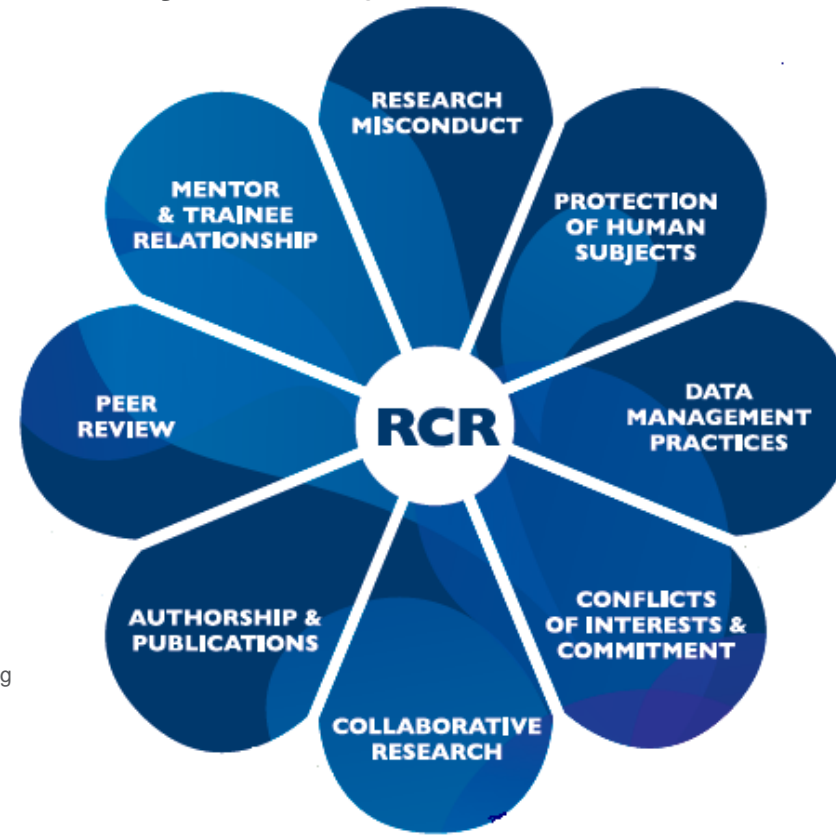 RESEARCH
MISCONDUCT
PROTECTION
OF HUMAN
SUBJECTS
DATA
MANAGEMENT
PRACTICES
CONFLICTS
OF INTERESTS &
COMMITMENT
COLLABORATIVE
RESEARCH
AUTHORSHIP &
PUBLICATIONS
PEER
REVIEW
MENTOR
& TRAINEE
RELATIONSHIP
RCR
g